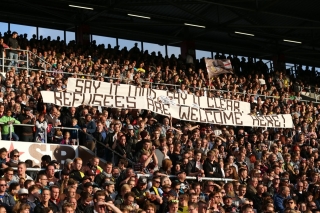 SAY IT LOUD, SAY IT CLEAR
REFUGEES ARE WELCOME HERE!